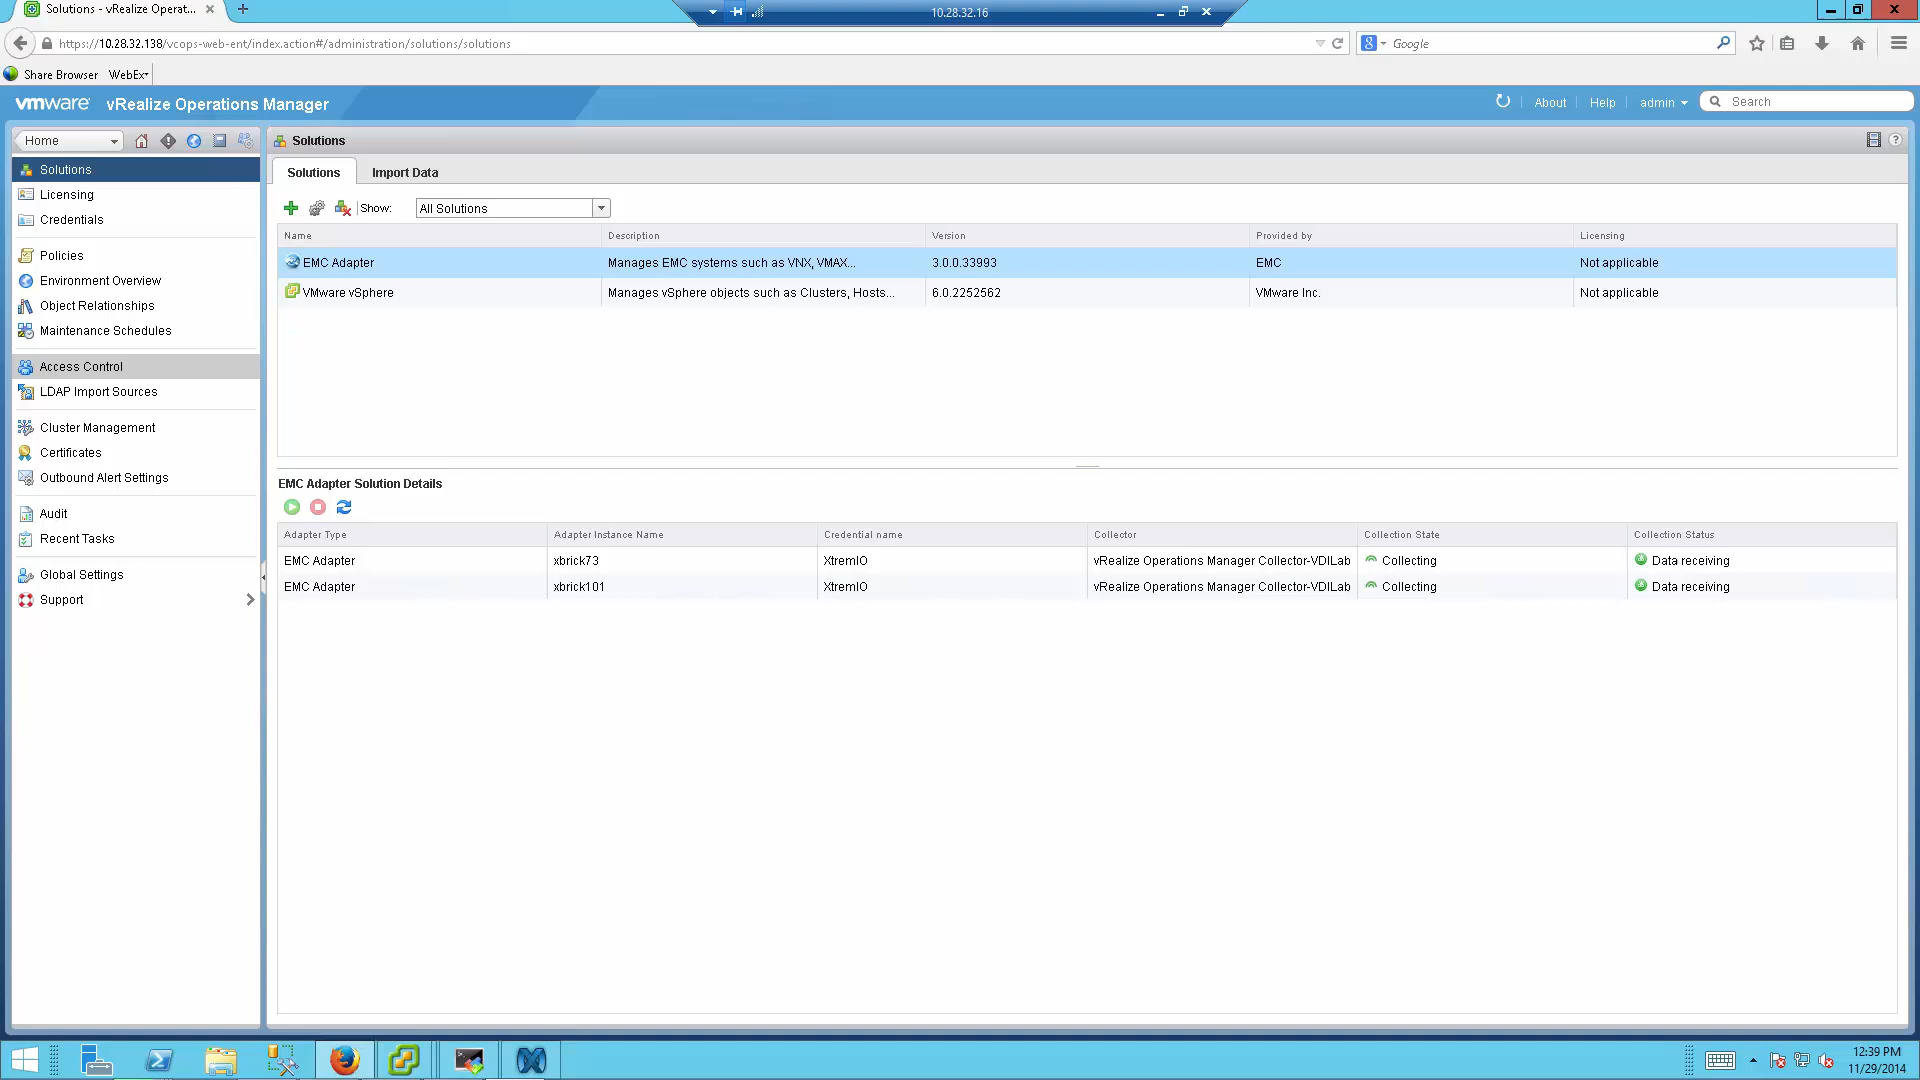 Solutions - vRealize Operat...
10.28.32.16
https://10.28.32.138/vcops-web-ent/index.action#/administration/solutions/solutions
Google
Share Browser WebEx
vmware vRealize Operations Manager
About Help admin Search
Home
Solutions
Licensing
Credentials
Policies
Environment Overview
Object Relationships
Maintenance Schedules
Access Control
LDAP Import Sources
Cluster Management
Certificates
Outbound Alert Settings
Audit
Recent Tasks
Global Settings
Support
Solutions
Solutions Import Data
Show: All Solutions
Name Description Version Provided by Licensing
EMC Adapter Manages EMC systems such as VNX, VMAX... 3.0.0.33993 EMC Not applicable
VMware vSphere Manages vSphere objects such as Clusters, Hosts... 6.0.2252562 VMware Inc. Not applicable
EMC Adapter Solution Details
Adapter Type Adapter Instance Name Credential name Collector Collection State Collection Status
EMC Adapter xbrick73 XtremIO vRealize Operations Manager Collector-VDILab Collecting Data receiving
EMC Adapter xbrick101 XtremIO vRealize Operations Manager Collector-VDILab Collecting Data receiving
12:39 PM
11/29/2014